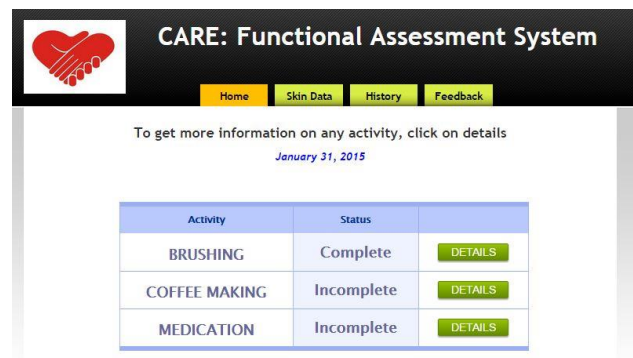 CARE: Functional Assessment System
Home Skin Data History Feedback
To get more information on any activity, click on details
January 31, 2015
Activity Status
BRUSHING Complete DETAILS
COFFEE MAKING Incomplete DETAILS
MEDICATION Incomplete DETAILS